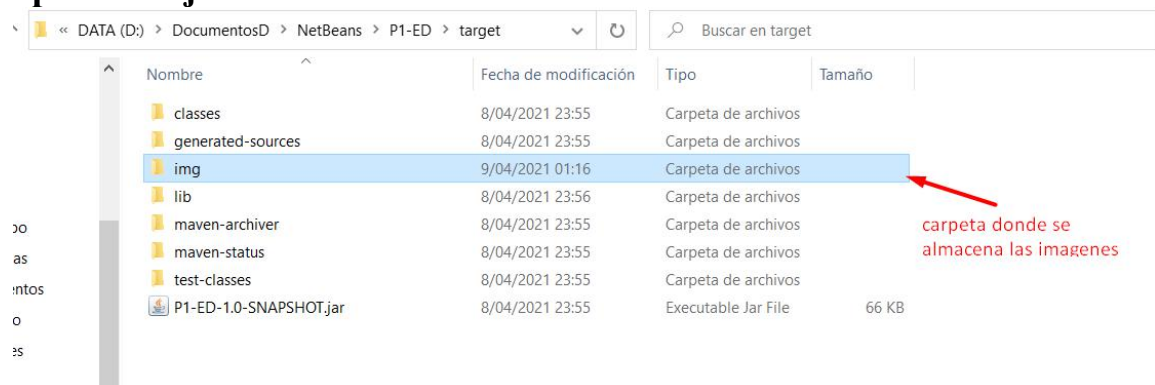 « DATA (D:) > DocumentosD > NetBeans > P1-ED > target
Buscar en target
Nombre Fecha de modificación Tipo Tamaño
classes 8/04/2021 23:55 Carpeta de archivos
generated-sources 8/04/2021 23:55 Carpeta de archivos
img 9/04/2021 01:16 Carpeta de archivos
lib 8/04/2021 23:56 Carpeta de archivos
maven-archiver 8/04/2021 23:55 Carpeta de archivos
maven-status 8/04/2021 23:55 Carpeta de archivos
test-classes 8/04/2021 23:55 Carpeta de archivos
P1-ED-1.0-SNAPSHOT.jar 8/04/2021 23:55 Executable Jar File 66 KB
carpeta donde se
almacena las imagenes
as
entos
o
es